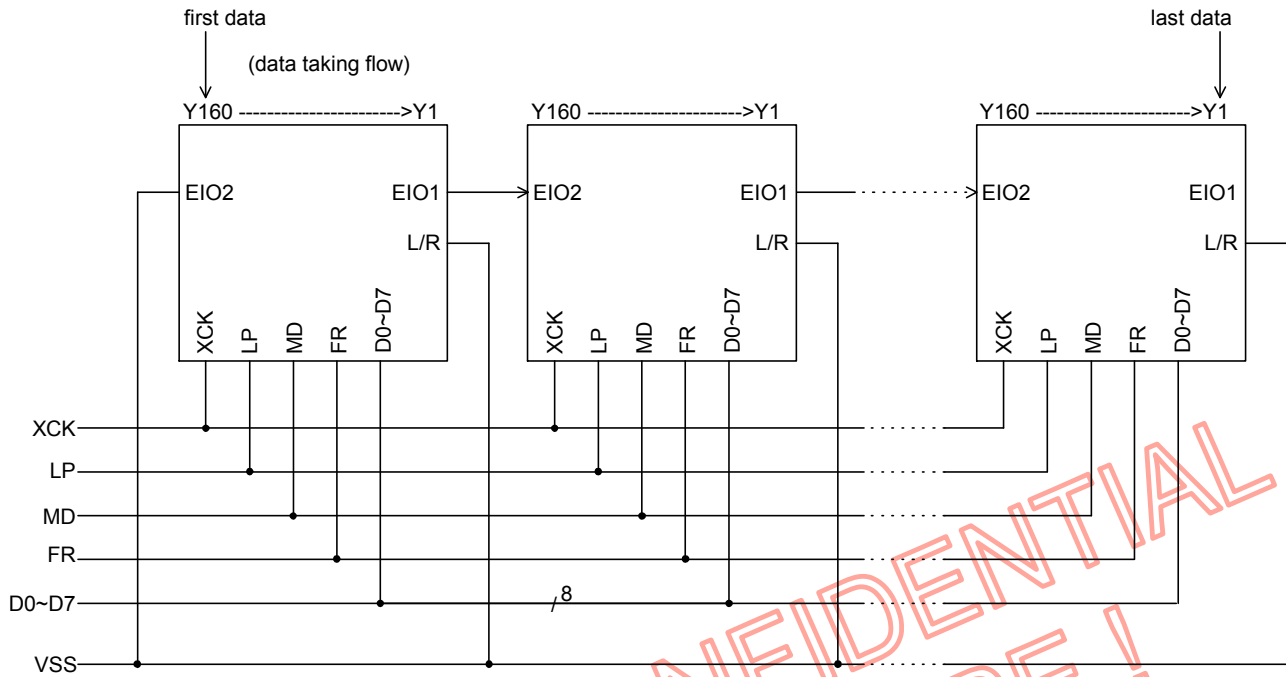 first data
last data
(data taking flow)
Y160 ----------------------->Y1
Y160 ---------------------->Y1
Y160 ---------------------->Y1
EIO2
EIO1
EIO2
EIO1
EIO2
EIO1
L/R
L/R
L/R
XCK
LP
MD
FR
D0~D7
XCK
LP
MD
FR
D0~D7
XCK
LP
MD
FR
D0~D7
XCK
LP
MD
FR
D0~D7
8
VSS
NFIDENTIAL